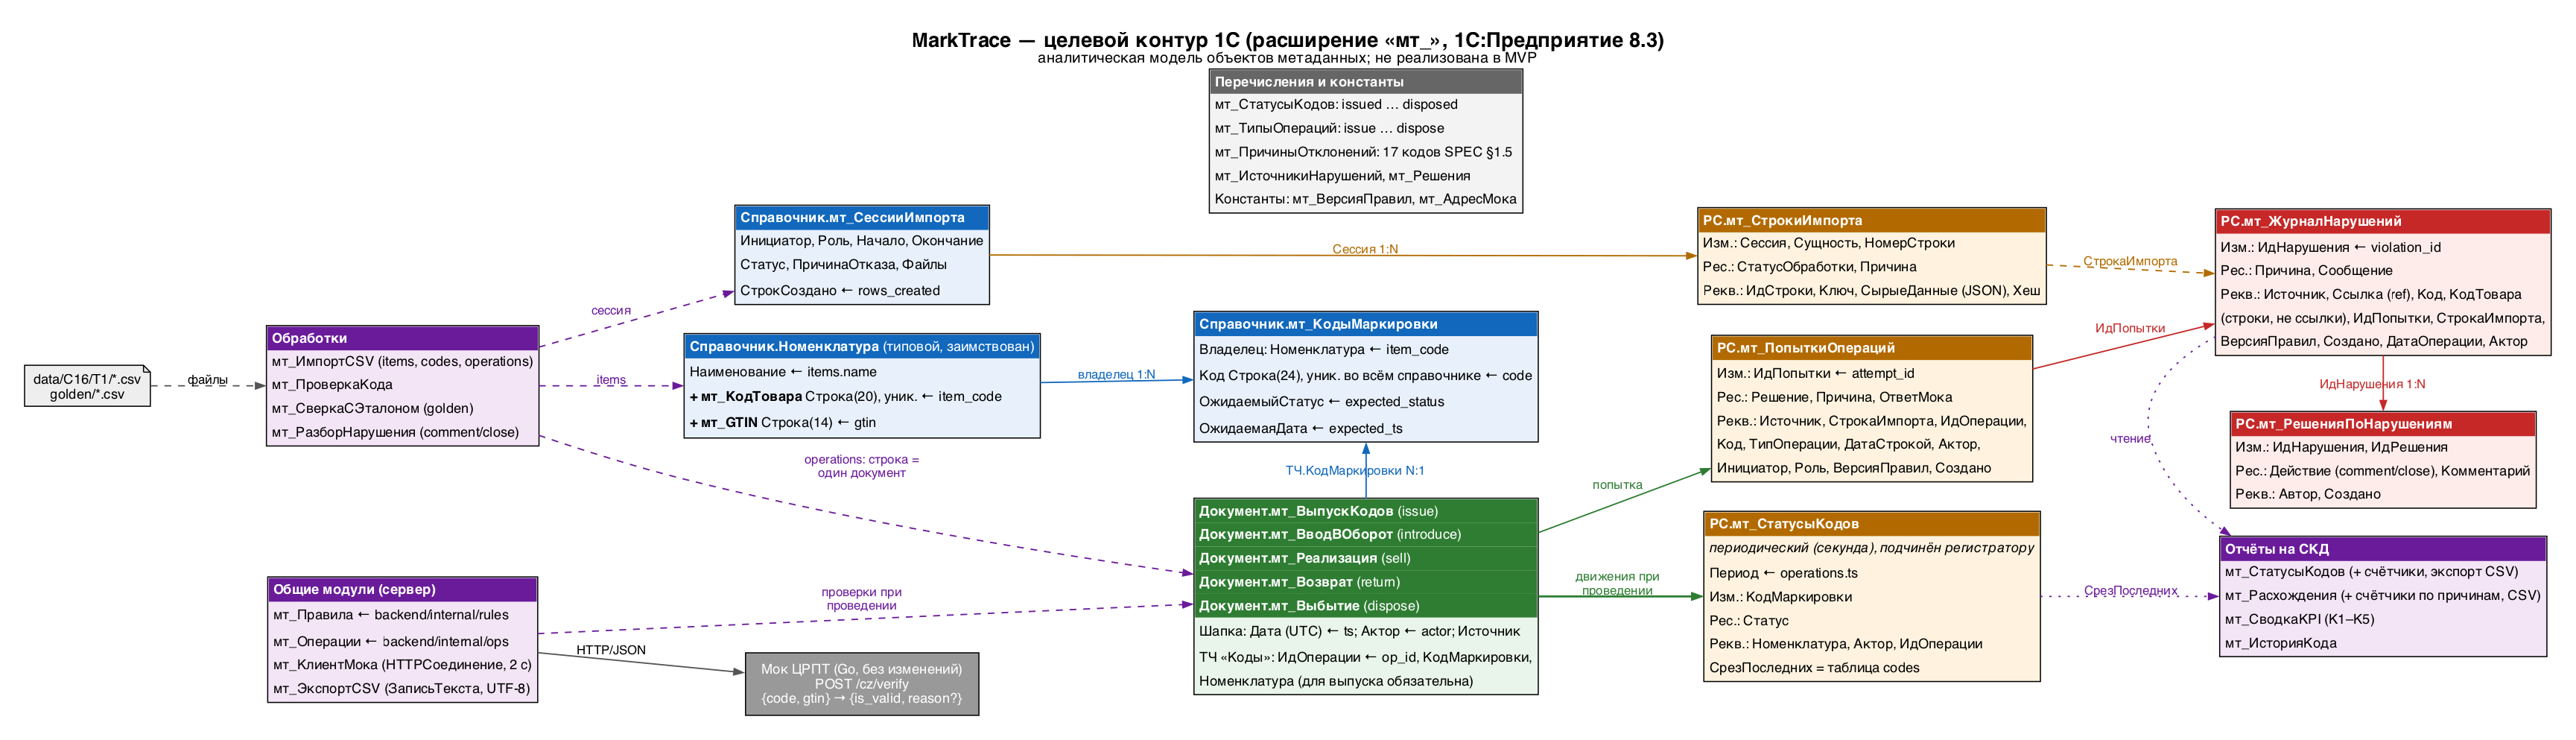 MarkTrace — целевой контур 1С (расширение «мт_», 1С:Предприятие 8.3)
аналитическая модель объектов метаданных; не реализована в MVP
Перечисления и константы
мт_СтатусыКодов: issued … disposed
мт_ТипыОпераций: issue … dispose
мт_ПричиныОтклонений: 17 кодов SPEC §1.5
мт_ИсточникиНарушений, мт_Решения
Константы: мт_ВерсияПравил, мт_АдресМока
data/C16/T1/*.csv
golden/*.csv
файлы
Обработки
мт_ИмпортCSV (items, codes, operations)
мт_ПроверкаКода
мт_СверкаСЭталоном (golden)
мт_РазборНарушения (comment/close)
Общие модули (сервер)
мт_Правила ← backend/internal/rules
мт_Операции ← backend/internal/ops
мт_КлиентМока (HTTPСоединение, 2 с)
мт_ЭкспортCSV (ЗаписьТекста, UTF-8)
сессия
items
operations: строка =
один документ
проверки при
проведении
HTTP/JSON
Справочник.мт_СессииИмпорта
Инициатор, Роль, Начало, Окончание
Статус, ПричинаОтказа, Файлы
СтрокСоздано ← rows_created
Справочник.Номенклатура (типовой, заимствован)
Наименование ← items.name
+ мт_КодТовара Строка(20), уник. ← item_code
+ мт_GTIN Строка(14) ← gtin
Мок ЦРПТ (Go, без изменений)
POST /cz/verify
{code, gtin} → {is_valid, reason?}
Сессия 1:N
владелец 1:N
Справочник.мт_КодыМаркировки
Владелец: Номенклатура ← item_code
Код Строка(24), уник. во всём справочнике ← code
ОжидаемыйСтатус ← expected_status
ОжидаемаяДата ← expected_ts
ТЧ.КодМаркировки N:1
Документ.мт_ВыпускКодов (issue)
Документ.мт_ВводВОборот (introduce)
Документ.мт_Реализация (sell)
Документ.мт_Возврат (return)
Документ.мт_Выбытие (dispose)
Шапка: Дата (UTC) ← ts; Актор ← actor; Источник
ТЧ «Коды»: ИдОперации ← op_id, КодМаркировки,
Номенклатура (для выпуска обязательна)
попытка
движения при
проведении
РС.мт_СтрокиИмпорта
Изм.: Сессия, Сущность, НомерСтроки
Рес.: СтатусОбработки, Причина
Рекв.: ИдСтроки, Ключ, СырыеДанные (JSON), Хеш
РС.мт_ПопыткиОпераций
Изм.: ИдПопытки ← attempt_id
Рес.: Решение, Причина, ОтветМока
Рекв.: Источник, СтрокаИмпорта, ИдОперации,
Код, ТипОперации, ДатаСтрокой, Актор,
Инициатор, Роль, ВерсияПравил, Создано
РС.мт_СтатусыКодов
периодический (секунда), подчинён регистратору
Период ← operations.ts
Изм.: КодМаркировки
Рес.: Статус
Рекв.: Номенклатура, Актор, ИдОперации
СрезПоследних = таблица codes
СтрокаИмпорта
ИдПопытки
чтение
СрезПоследних
РС.мт_ЖурналНарушений
Изм.: ИдНарушения ← violation_id
Рес.: Причина, Сообщение
Рекв.: Источник, Ссылка (ref), Код, КодТовара
(строки, не ссылки), ИдПопытки, СтрокаИмпорта,
ВерсияПравил, Создано, ДатаОперации, Актор
ИдНарушения 1:N
РС.мт_РешенияПоНарушениям
Изм.: ИдНарушения, ИдРешения
Рес.: Действие (comment/close), Комментарий
Рекв.: Автор, Создано
Отчёты на СКД
мт_СтатусыКодов (+ счётчики, экспорт CSV)
мт_Расхождения (+ счётчики по причинам, CSV)
мт_СводкаKPI (K1–K5)
мт_ИсторияКода